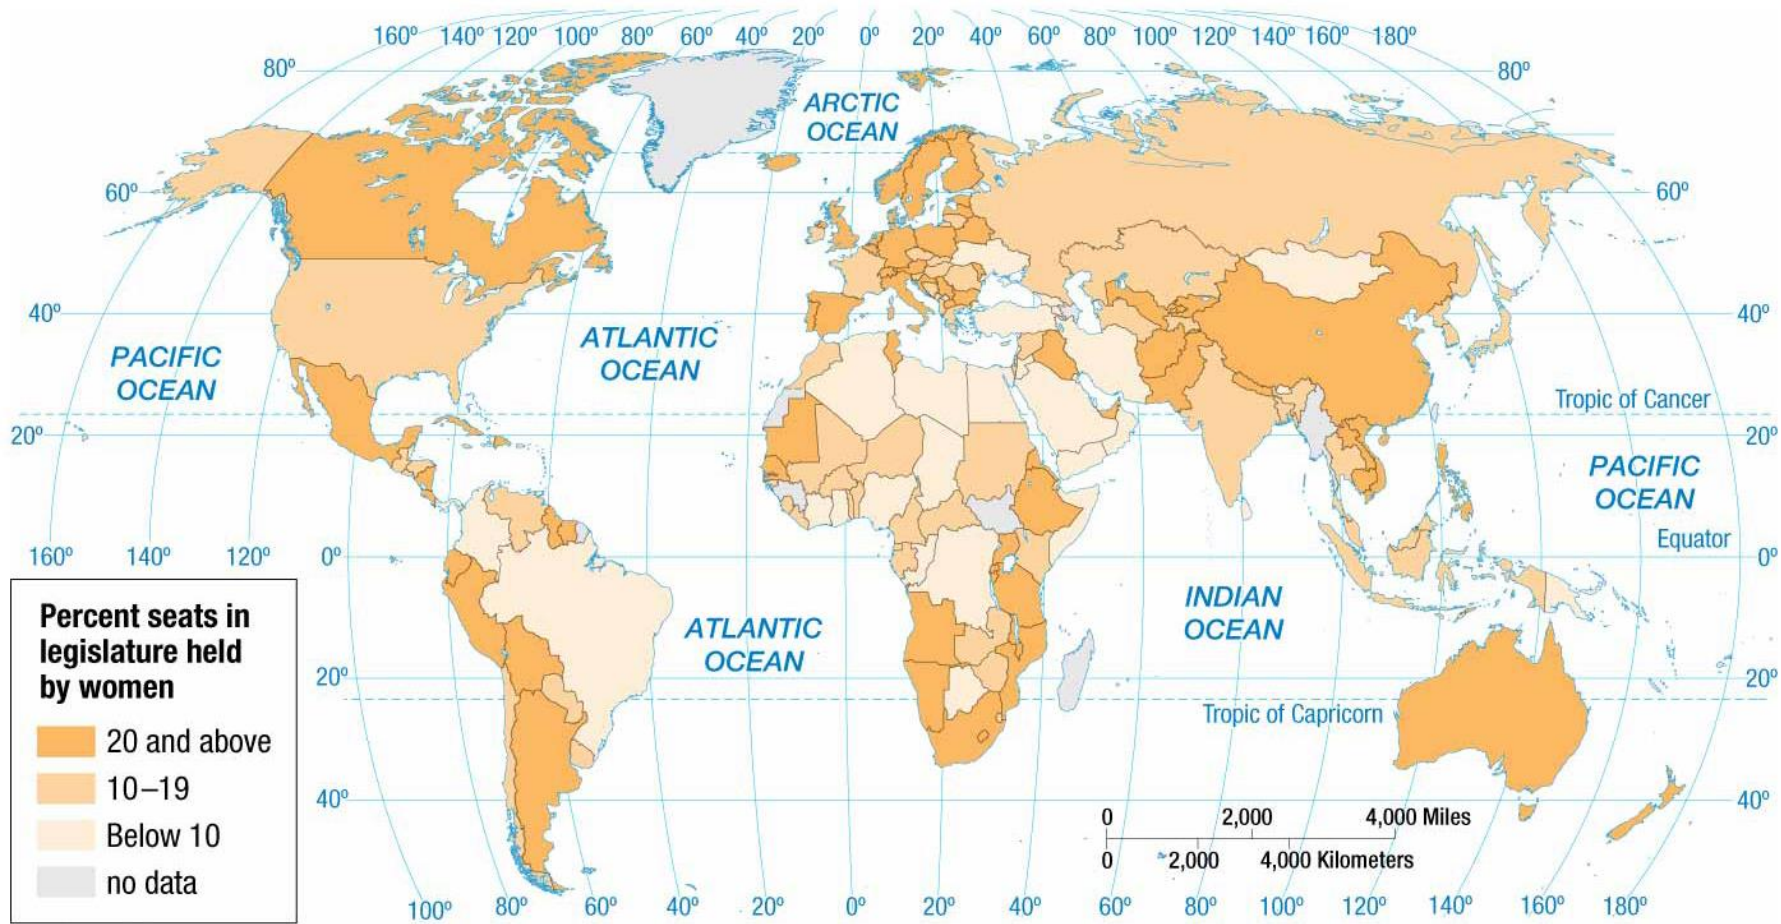 160º 140º 120º 100º 80º 60º 40º 20º 0º 20º 40º 60º 80º 100º 120º 140º 160º 180º
80º 80º
ARCTIC
OCEAN
60º 60º
40º 40º
PACIFIC
OCEAN
ATLANTIC
OCEAN
Tropic of Cancer
20º 20º
PACIFIC
OCEAN
Equator
160º 140º 120º 0º 0º
INDIAN
OCEAN
ATLANTIC
OCEAN
20º 20º
Tropic of Capricorn
40º 40º
Percent seats in
legislature held
by women
20 and above
10–19
Below 10
no data
0 2,000 4,000 Miles
0 2,000 4,000 Kilometers
100º 80º 60º 40º 20º 0º 20º 40º 60º 80º 100º 120º 140º 160º 180º